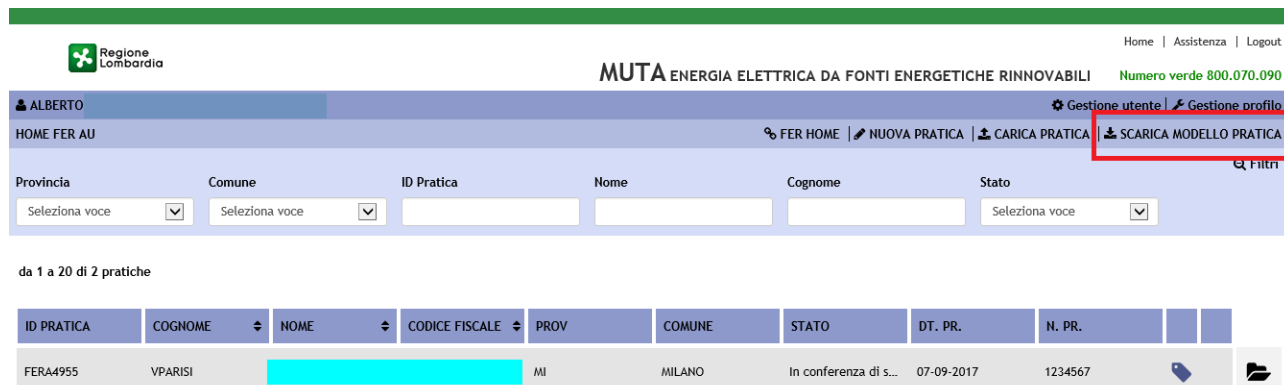 Home | Assistenza | Logout
Regione
Lombardia
MUTA ENERGIA ELETTRICA DA FONTI ENERGETICHE RINNOVABILI
Numero verde 800.070.090
ALBERTO
Gestione utente | Gestione profilo
HOME FER AU
FER HOME | NUOVA PRATICA | CARICA PRATICA | SCARICA MODELLO PRATICA
Filtri
Provincia Comune ID Pratica Nome Cognome Stato
Seleziona voce Seleziona voce Seleziona voce
da 1 a 20 di 2 pratiche
ID PRATICA COGNOME NOME CODICE FISCALE PROV COMUNE STATO DT. PR. N. PR.
FERA4955 VPARISI MI MILANO In conferenza di s... 07-09-2017 1234567